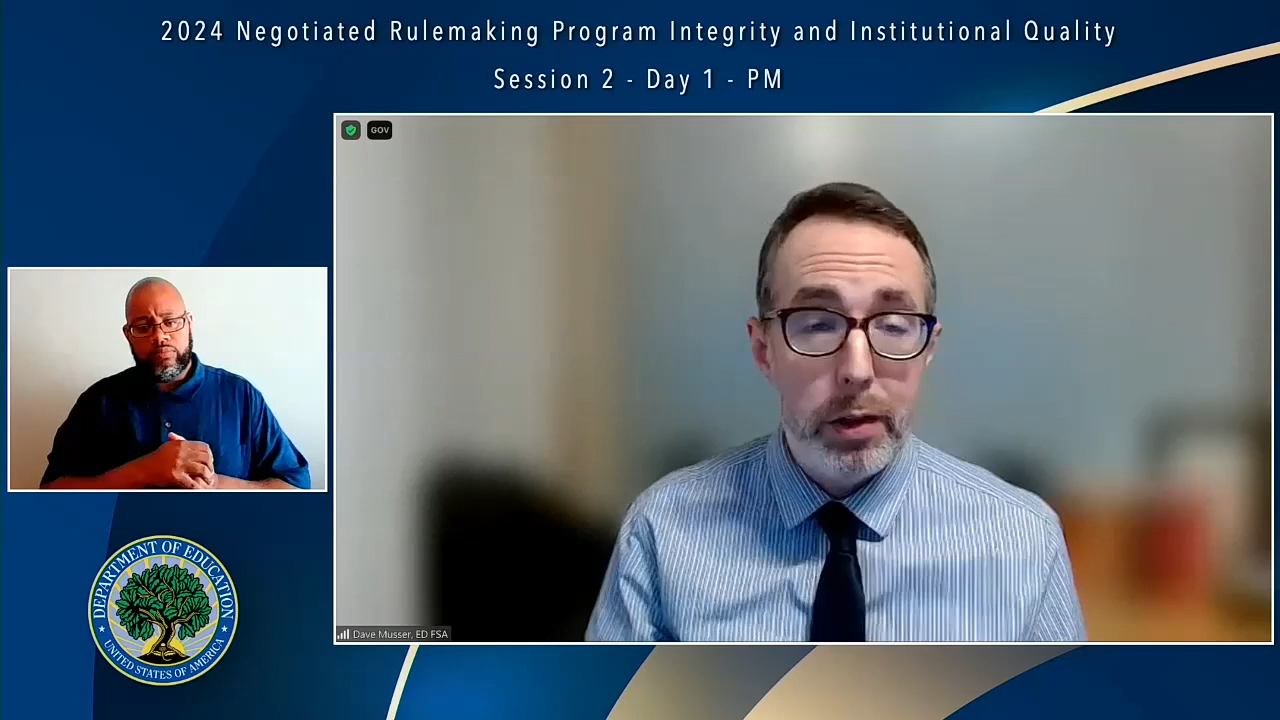 2024 Negotiated Rulemaking Program Integrity and Institutional Quality
Session 2 - Day 1 - PM
GOV
Dave Musser, ED FSA
DEPARTMENT OF EDUCATION
UNITED STATES OF AMERICA